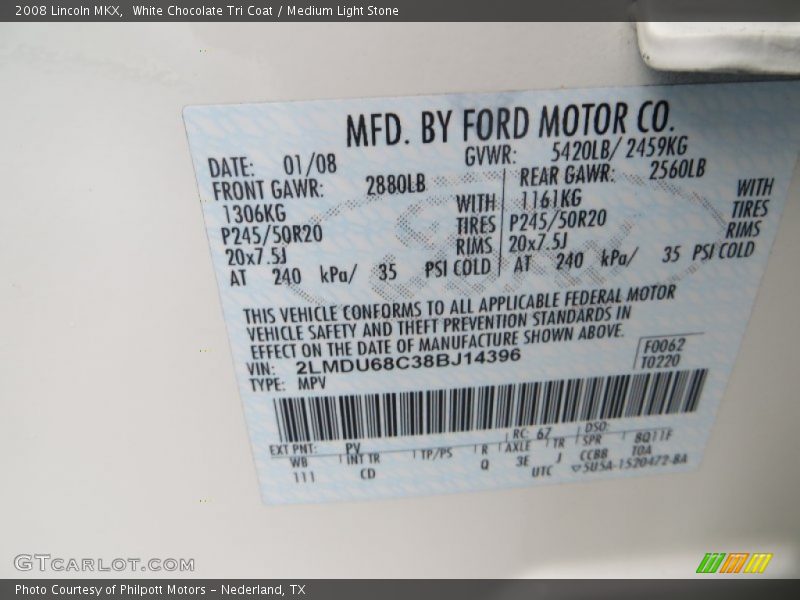 2008 Lincoln MKX,  White Chocolate Tri Coat / Medium Light Stone
MFD. BY FORD MOTOR CO.
DATE: 01/08 GVWR: 5420LB/ 2459KG
FRONT GAWR: 2880LB REAR GAWR: 2560LB
1306KG WITH 1161KG WITH
P245/50R20 TIRES P245/50R20 TIRES
20x7.5J RIMS 20x7.5J RIMS
AT 240 kPa/ 35 PSI COLD AT 240 kPa/ 35 PSI COLD
THIS VEHICLE CONFORMS TO ALL APPLICABLE FEDERAL MOTOR
VEHICLE SAFETY AND THEFT PREVENTION STANDARDS IN
EFFECT ON THE DATE OF MANUFACTURE SHOWN ABOVE.
VIN: 2LMDU68C38BJ14396 F0062
TYPE: MPV T0220
EXT PNT: PV RC: 67 DSO:
WB INT TR TP/PS R AXLE TR SPR 8Q11F
111 CD Q 3E J CCBB TOA
UTC 5U5A-1520472-BA
GTCARLOT.COM
Photo Courtesy of Philpott Motors - Nederland, TX